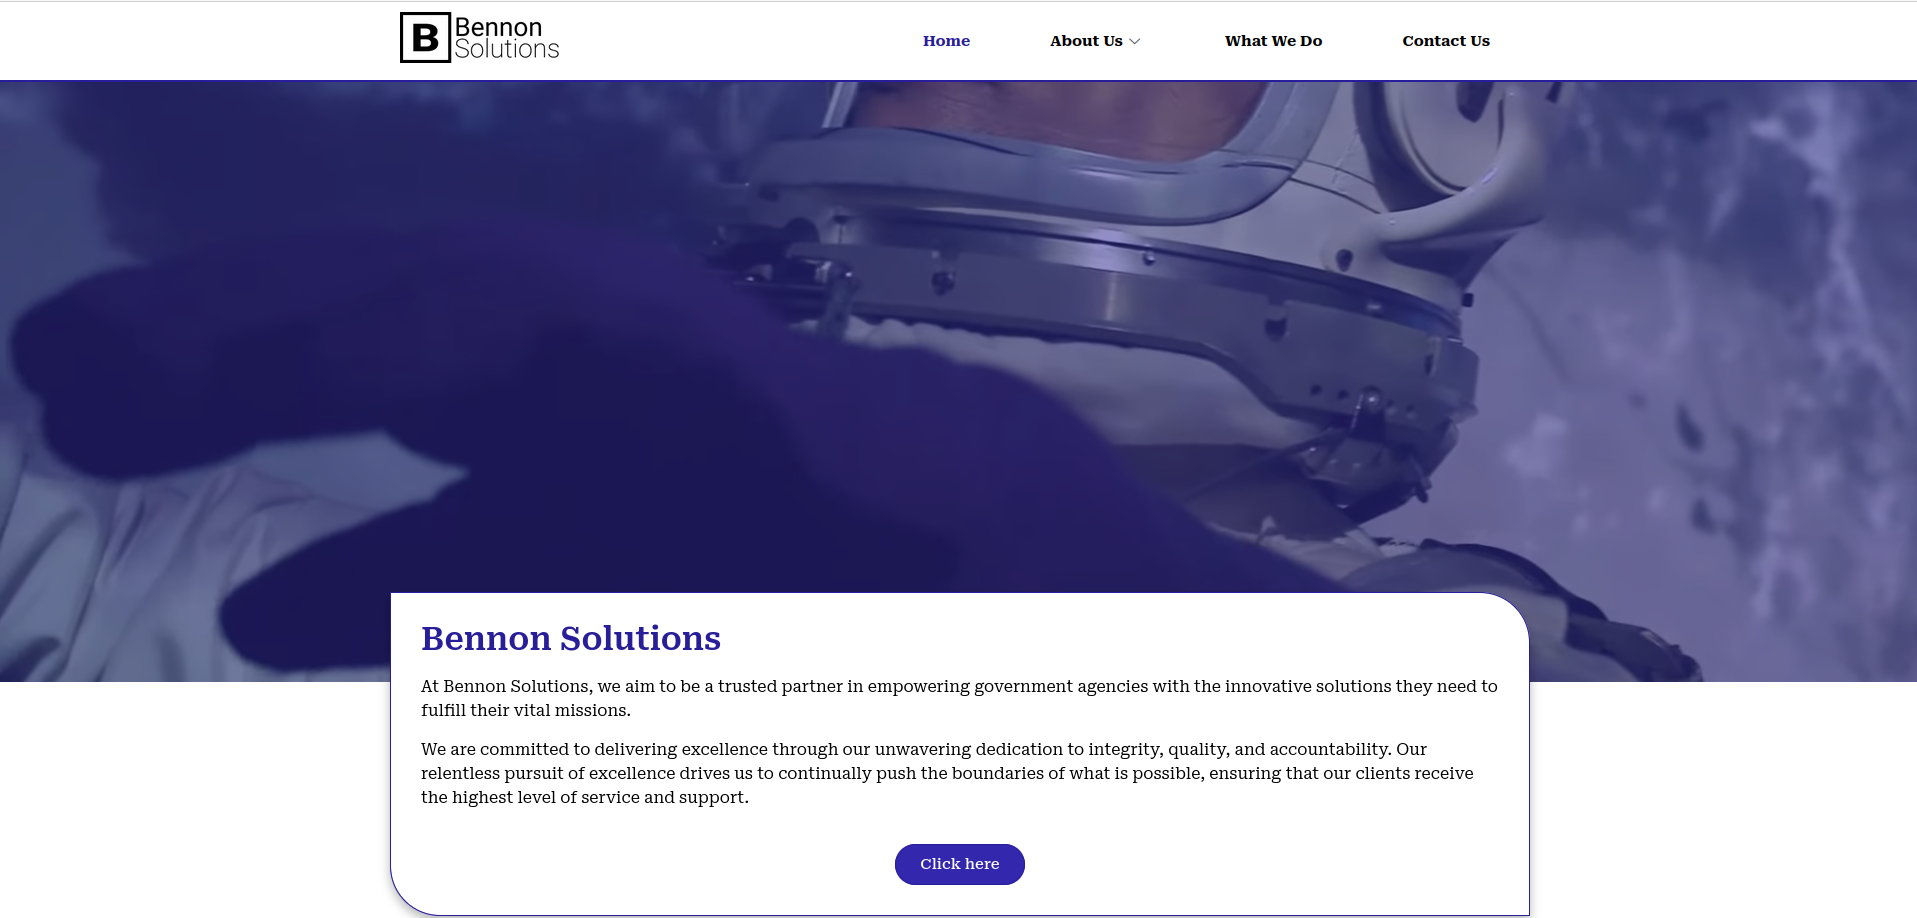 B Bennon
Solutions
Home About Us What We Do Contact Us
Bennon Solutions
At Bennon Solutions, we aim to be a trusted partner in empowering government agencies with the innovative solutions they need to
fulfill their vital missions.
We are committed to delivering excellence through our unwavering dedication to integrity, quality, and accountability. Our
relentless pursuit of excellence drives us to continually push the boundaries of what is possible, ensuring that our clients receive
the highest level of service and support.
Click here